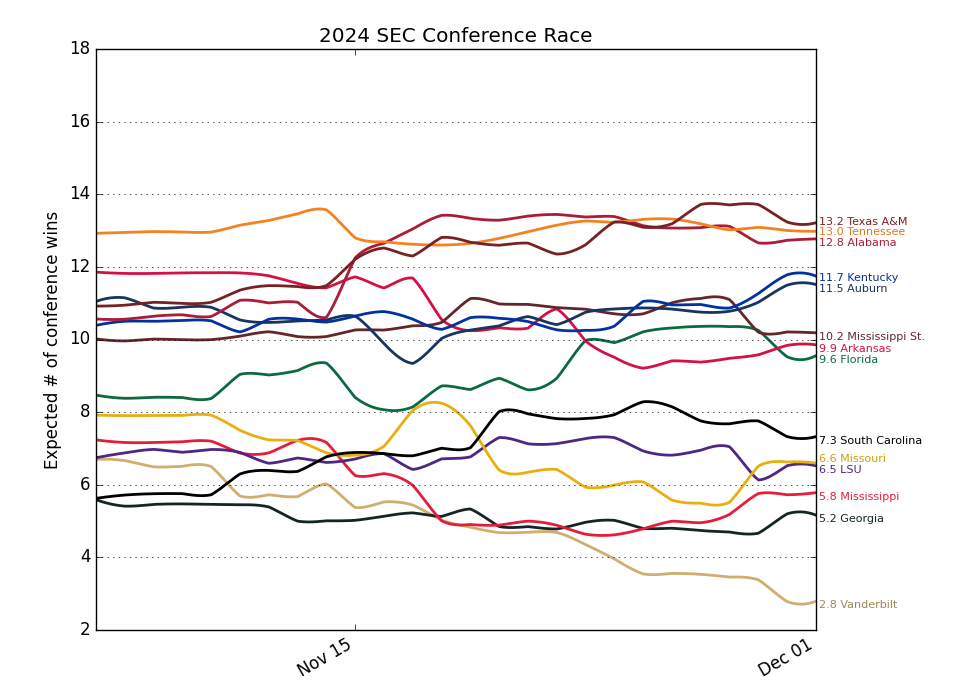 2024 SEC Conference Race
Expected # of conference wins
18
16
14
12
10
8
6
4
2
Nov 15
Dec 01
13.2 Texas A&M
13.0 Tennessee
12.8 Alabama
11.7 Kentucky
11.5 Auburn
10.2 Mississippi St.
9.9 Arkansas
9.6 Florida
7.3 South Carolina
6.6 Missouri
6.5 LSU
5.8 Mississippi
5.2 Georgia
2.8 Vanderbilt